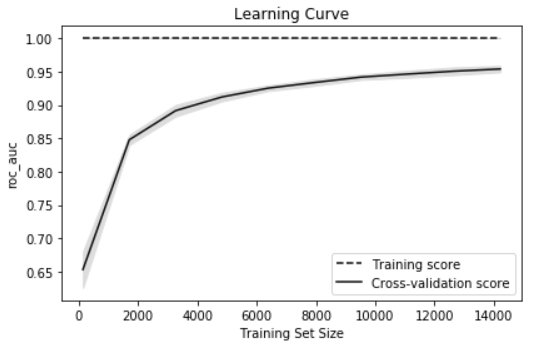 Learning Curve
1.00
0.95
0.90
0.85
0.80
0.75
0.70
0.65
roc_auc
Training score
Cross-validation score
0 2000 4000 6000 8000 10000 12000 14000
Training Set Size